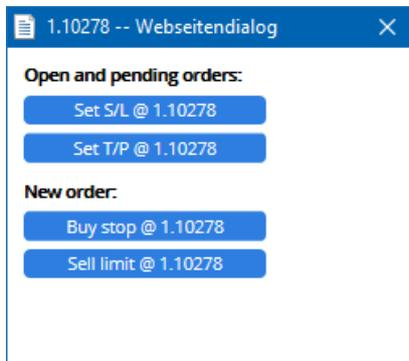 1.10278 -- Webseitendialog
Open and pending orders:
Set S/L @ 1.10278
Set T/P @ 1.10278
New order:
Buy stop @ 1.10278
Sell limit @ 1.10278